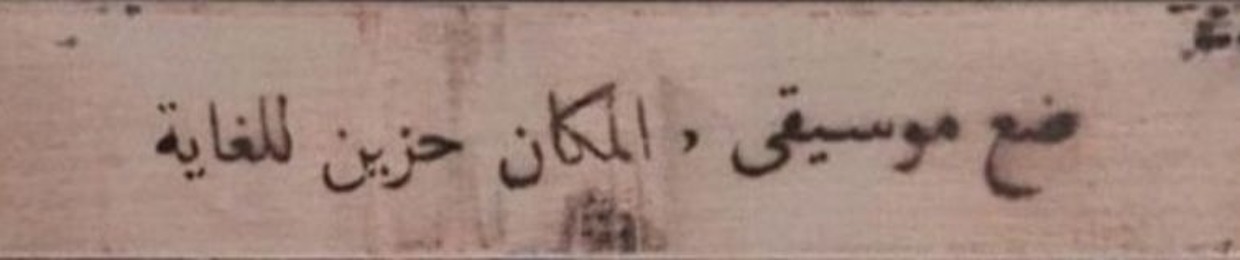 ضع موسيقى , المكان حزين للغاية